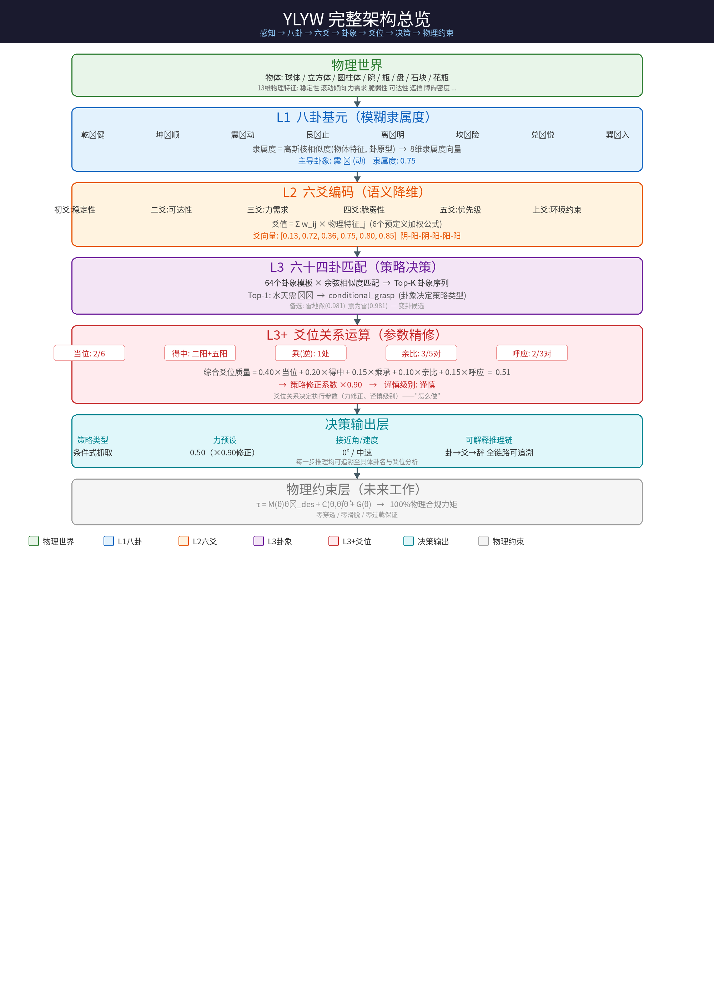 YLYW 完整架构总览
感知 → 八卦 → 六爻 → 卦象 → 爻位 → 决策 → 物理约束
物理世界
物体: 球体 / 立方体 / 圆柱体 / 碗 / 瓶 / 盘 / 石块 / 花瓶
13维物理特征: 稳定性 滚动倾向 力需求 脆弱性 可达性 遮挡 障碍密度 ...
L1 八卦基元（模糊隶属度）
乾健 坤顺 震动 艮止 离明 坎险 兑悦 巽入
隶属度 = 高斯核相似度(物体特征, 卦原型) → 8维隶属度向量
主导卦象: 震 (动) 隶属度: 0.75
L2 六爻编码（语义降维）
初爻:稳定性 二爻:可达性 三爻:力需求 四爻:脆弱性 五爻:优先级 上爻:环境约束
爻值 = Σ w_ij × 物理特征_j (6个预定义加权公式)
爻向量: [0.13, 0.72, 0.36, 0.75, 0.80, 0.85] 阴-阳-阴-阳-阳-阳
L3 六十四卦匹配（策略决策）
64个卦象模板 × 余弦相似度匹配 → Top-K 卦象序列
Top-1: 水天需 → conditional_grasp (卦象决定策略类型)
备选: 雷地豫(0.981) 震为雷(0.981) — 变卦候选
L3+ 爻位关系运算（参数精修）
当位: 2/6 得中: 二阳+五阳 乘(逆): 1处 亲比: 3/5对 呼应: 2/3对
综合爻位质量 = 0.40×当位 + 0.20×得中 + 0.15×乘承 + 0.10×亲比 + 0.15×呼应 = 0.51
→ 策略修正系数 ×0.90 → 谨慎级别: 谨慎
爻位关系决定执行参数（力修正、谨慎级别）——"怎么做"
决策输出层
策略类型 力预设 接近角/速度 可解释推理链
条件式抓取 0.50（×0.90修正） 0° / 中速 卦→爻→辞 全链路可追溯
每一步推理均可追溯至具体卦名与爻位分析
物理约束层（未来工作）
τ = M(θ)θ_des + C(θ,θ̇)θ̇ + G(θ) → 100%物理合规力矩
零穿透 / 零滑脱 / 零过载保证
物理世界 L1八卦 L2六爻 L3卦象 L3+爻位 决策输出 物理约束